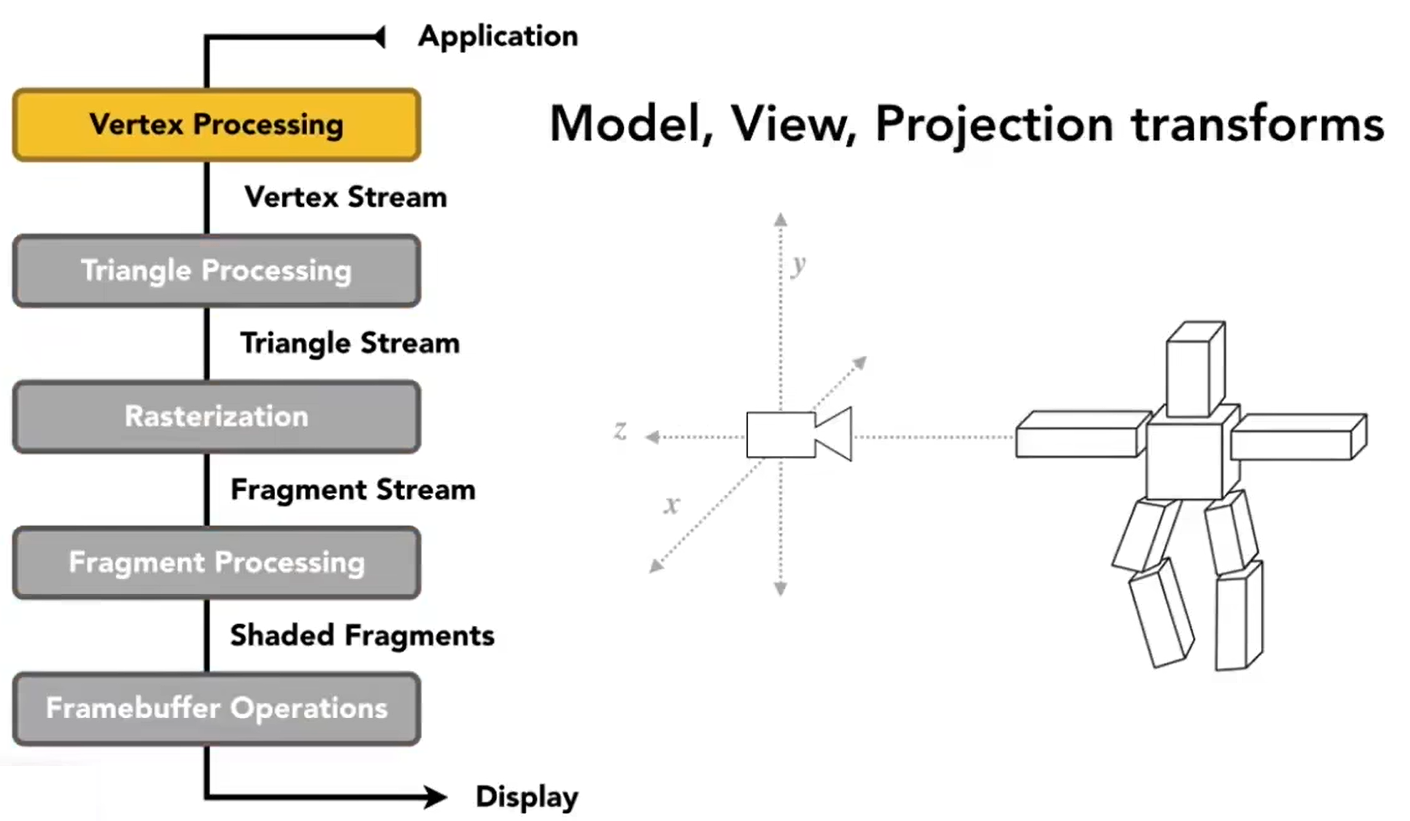 Application
Vertex Processing
Model, View, Projection transforms
Vertex Stream
Triangle Processing
Triangle Stream
Rasterization
Fragment Stream
Fragment Processing
Shaded Fragments
Framebuffer Operations
Display
y
z
x